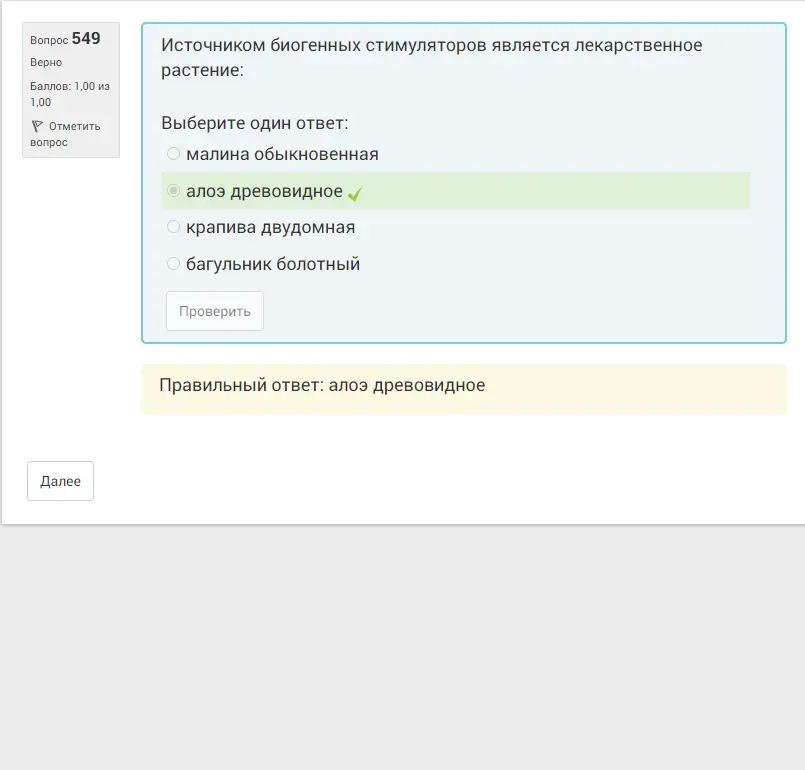 Вопрос 549
Верно
Баллов: 1,00 из
1,00
Отметить
вопрос
Источником биогенных стимуляторов является лекарственное
растение:
Выберите один ответ:
малина обыкновенная
алоэ древовидное
крапива двудомная
багульник болотный
Проверить
Правильный ответ: алоэ древовидное
Далее